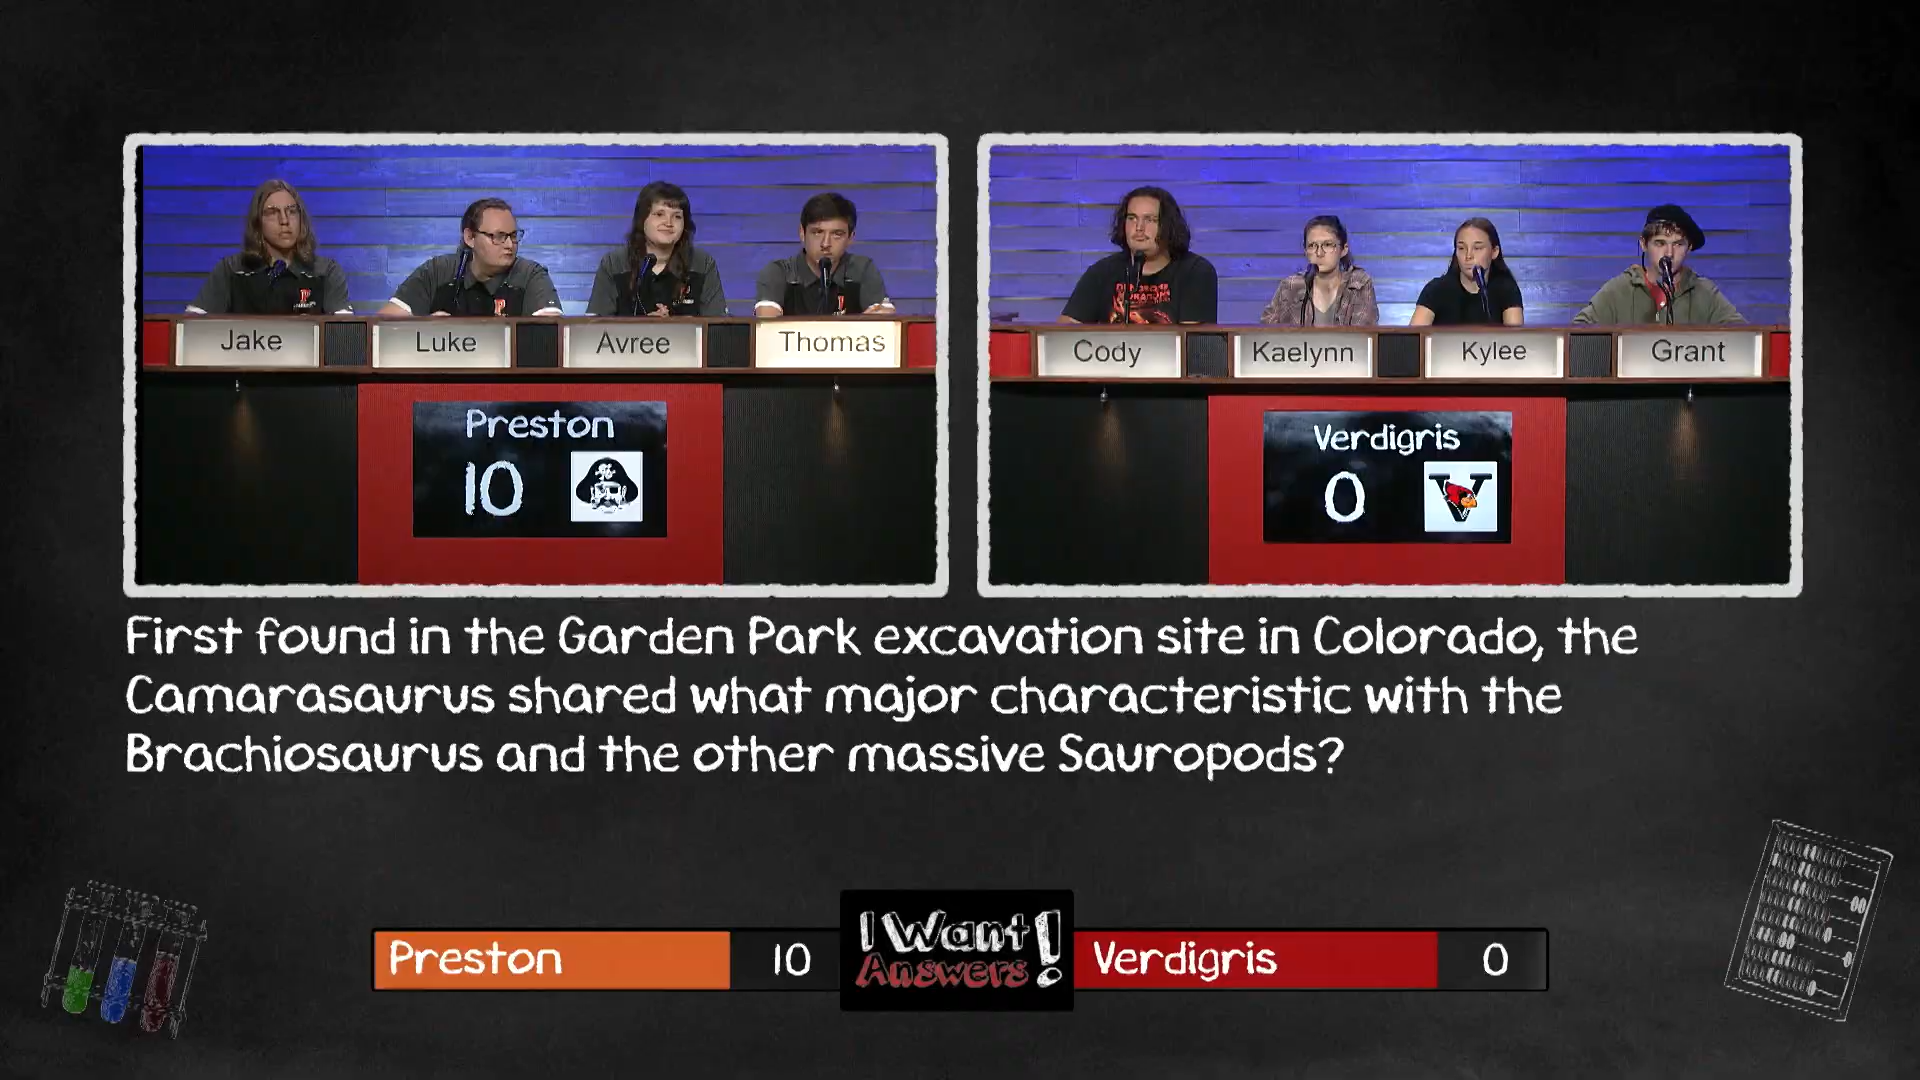 Jake
Luke
Avree
Thomas
Cody
Kaelynn
Kylee
Grant
Preston
10
Verdigris
0
V
First found in the Garden Park excavation site in Colorado, the
Camarasaurus shared what major characteristic with the
Brachiosaurus and the other massive Sauropods?
Preston 10
I Want Answers!
Verdigris 0